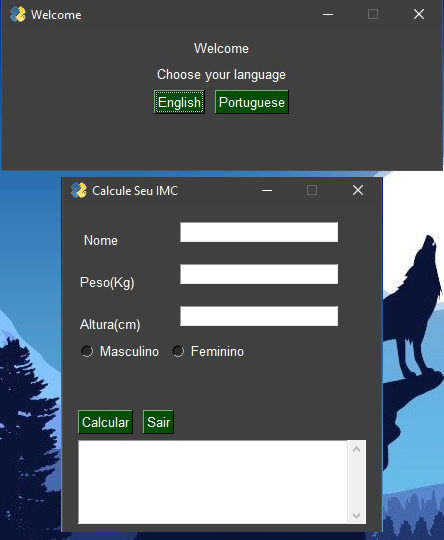 Welcome
Welcome
Choose your language
English Portuguese
Calcule Seu IMC
Nome
Peso(Kg)
Altura(cm)
Masculino Feminino
Calcular Sair